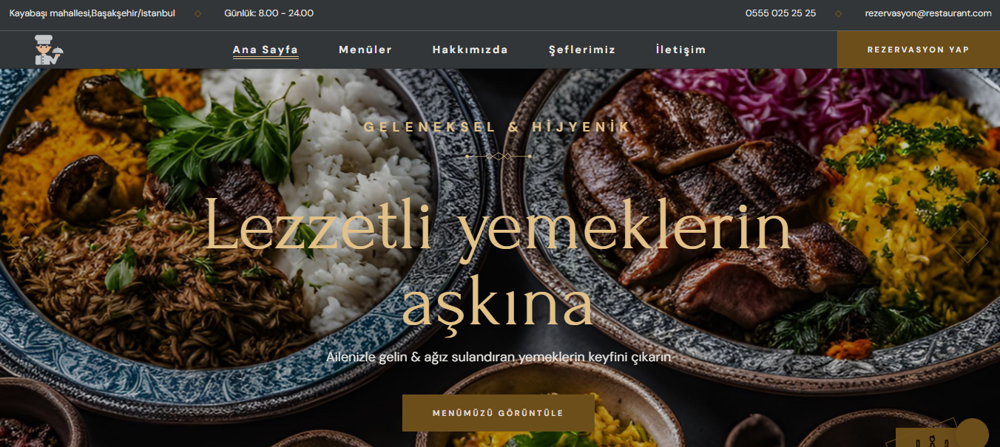 Kayabaşı mahallesi,Başakşehir/istanbul
Günlük: 8.00 - 24.00
0555 025 25 25
rezervasyon@restaurant.com
Ana Sayfa
Menüler
Hakkımızda
Şeflerimiz
İletişim
REZERVASYON YAP
GELENEKSEL & HİJYENİK
Lezzetli yemeklerin
aşkına
Ailenizle gelin & ağız sulandıran yemeklerin keyfini çıkarın
MENÜMÜZÜ GÖRÜNTÜLE